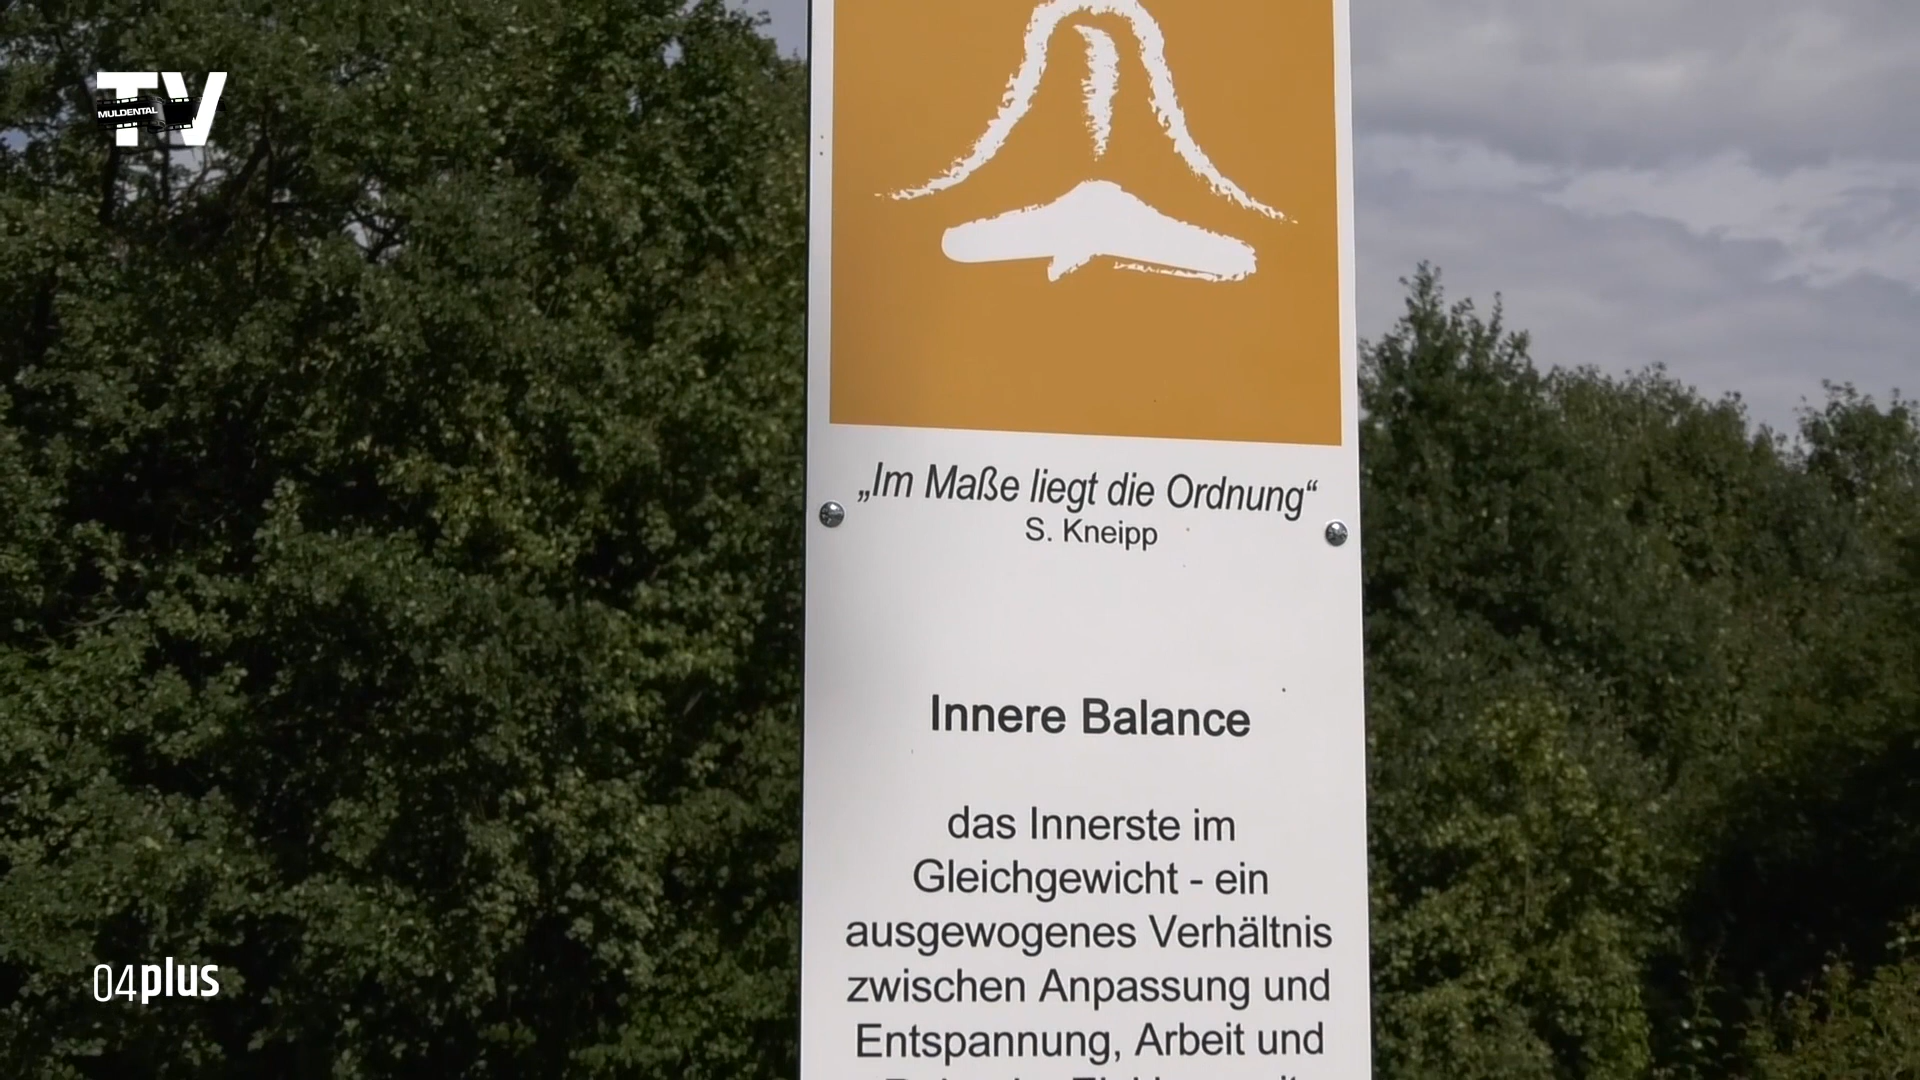 TV
MULDENTAL
„Im Maße liegt die Ordnung“
S. Kneipp
Innere Balance
das Innerste im
Gleichgewicht - ein
ausgewogenes Verhältnis
zwischen Anpassung und
Entspannung, Arbeit und
04plus